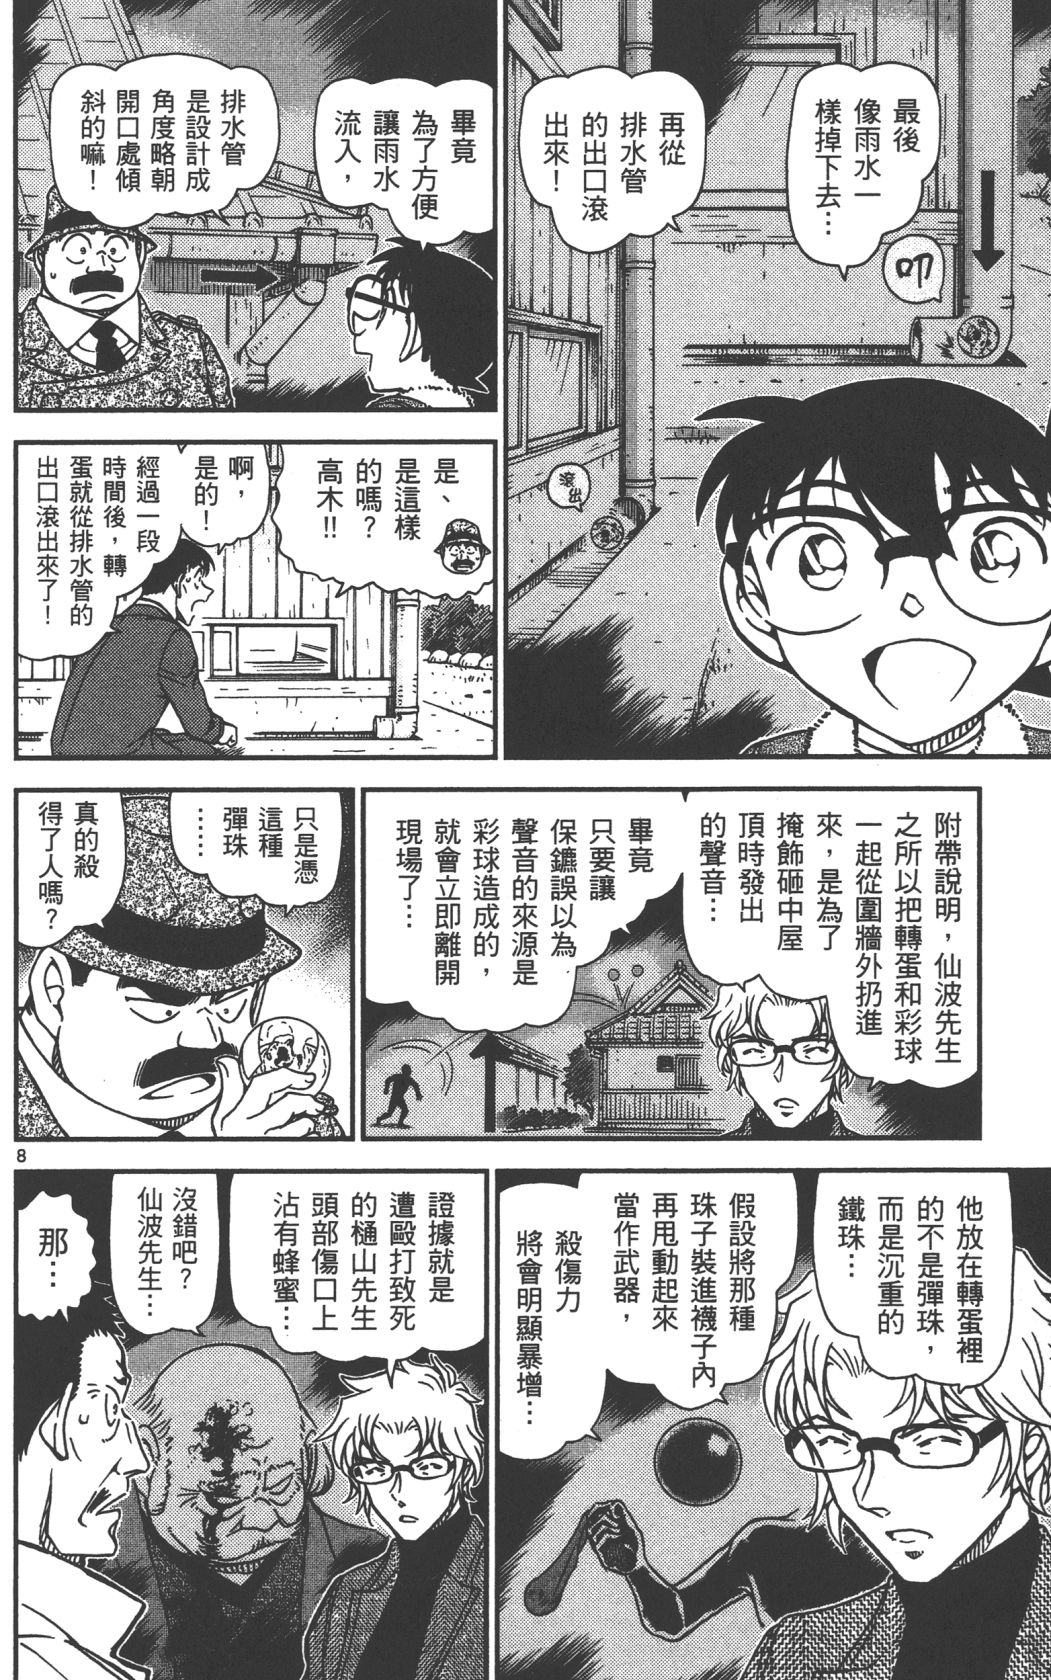 最後
像雨水一
樣掉下去…
叩
再從
排水管
的出口滾
出來！
滾出
畢竟
為了方便
讓雨水
流入，
排水管
是設計成
角度略朝
開口處傾
斜的嘛！
是、
是這樣
的嗎？
高木!!
啊，
是的！
經過一段
時間後，轉
蛋就從排水管的
出口滾出來了！
附帶說明，仙波先生
之所以把轉蛋和彩球
一起從圍牆外扔進
來，是為了
掩飾砸中屋
頂時發出
的聲音…
畢竟
只要讓
保鑣誤以為
聲音的來源是
彩球造成的，
就會立即離開
現場了…
只是憑
這種
彈珠
……
真的殺
得了人嗎？
8
他放在轉蛋裡
的不是彈珠，
而是沉重的
鐵珠…
假設將那種
珠子裝進襪子內
再甩動起來
當作武器，
殺傷力
將會明顯暴增…
證據就是
遭毆打致死
的樋山先生
頭部傷口上
沾有蜂蜜…
沒錯吧？
仙波先生…
那…